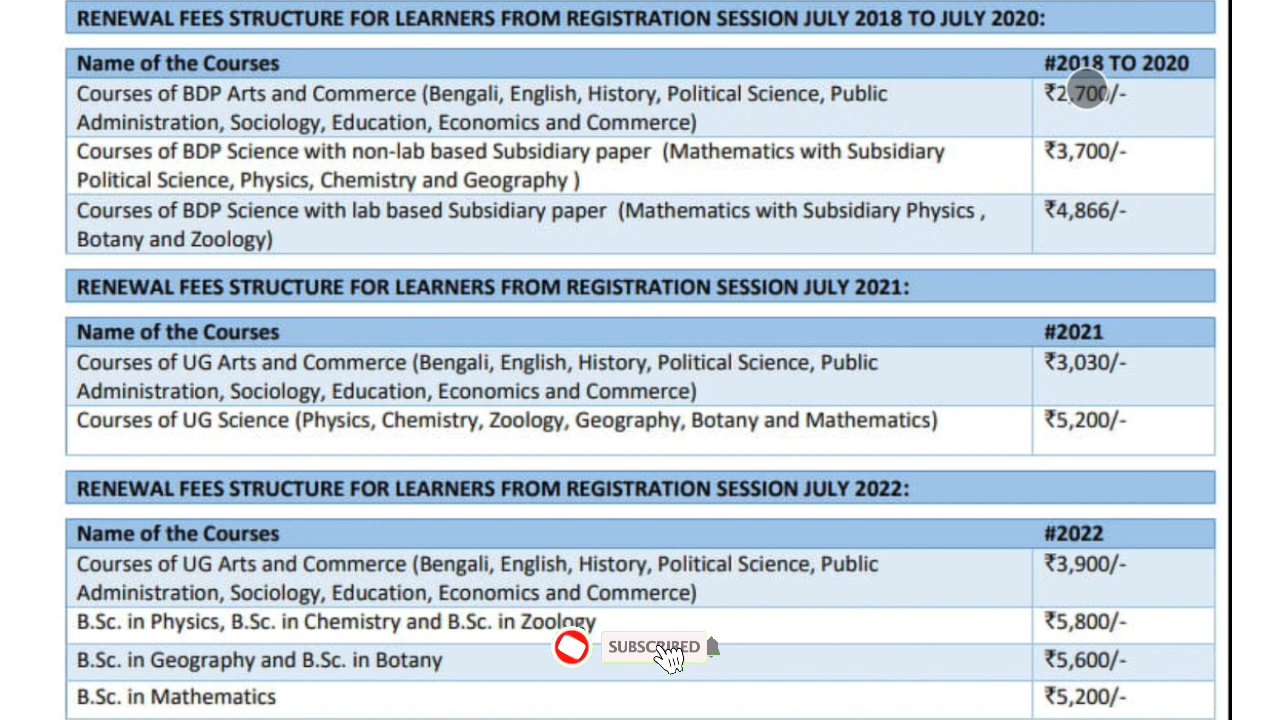 RENEWAL FEES STRUCTURE FOR LEARNERS FROM REGISTRATION SESSION JULY 2018 TO JULY 2020:
Name of the Courses #2018 TO 2020
Courses of BDP Arts and Commerce (Bengali, English, History, Political Science, Public ₹2,700/-
Administration, Sociology, Education, Economics and Commerce)
Courses of BDP Science with non-lab based Subsidiary paper (Mathematics with Subsidiary ₹3,700/-
Political Science, Physics, Chemistry and Geography )
Courses of BDP Science with lab based Subsidiary paper (Mathematics with Subsidiary Physics , ₹4,866/-
Botany and Zoology)
RENEWAL FEES STRUCTURE FOR LEARNERS FROM REGISTRATION SESSION JULY 2021:
Name of the Courses #2021
Courses of UG Arts and Commerce (Bengali, English, History, Political Science, Public ₹3,030/-
Administration, Sociology, Education, Economics and Commerce)
Courses of UG Science (Physics, Chemistry, Zoology, Geography, Botany and Mathematics) ₹5,200/-
RENEWAL FEES STRUCTURE FOR LEARNERS FROM REGISTRATION SESSION JULY 2022:
Name of the Courses #2022
Courses of UG Arts and Commerce (Bengali, English, History, Political Science, Public ₹3,900/-
Administration, Sociology, Education, Economics and Commerce)
B.Sc. in Physics, B.Sc. in Chemistry and B.Sc. in Zoology ₹5,800/-
SUBSCRIBED
B.Sc. in Geography and B.Sc. in Botany ₹5,600/-
B.Sc. in Mathematics ₹5,200/-